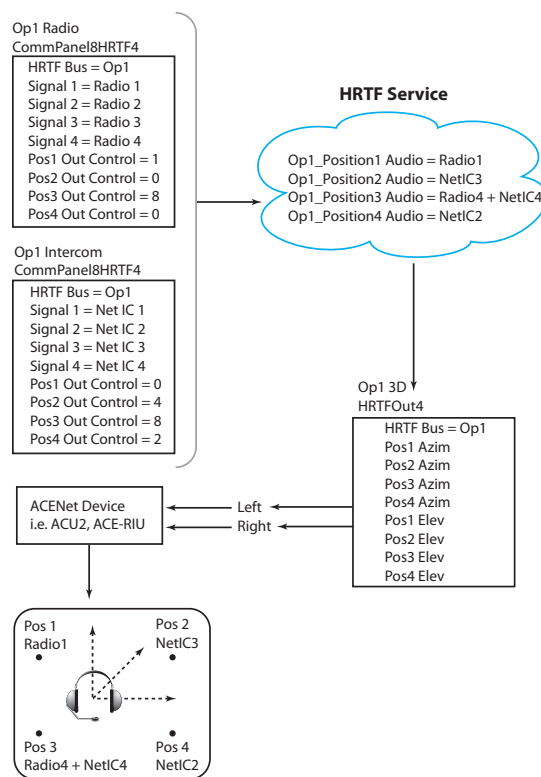 Op1 Radio
CommPanel8HRTF4
HRTF Bus = Op1
Signal 1 = Radio 1
Signal 2 = Radio 2
Signal 3 = Radio 3
Signal 4 = Radio 4
Pos1 Out Control = 1
Pos2 Out Control = 0
Pos3 Out Control = 8
Pos4 Out Control = 0
Op1 Intercom
CommPanel8HRTF4
HRTF Bus = Op1
Signal 1 = Net IC 1
Signal 2 = Net IC 2
Signal 3 = Net IC 3
Signal 4 = Net IC 4
Pos1 Out Control = 0
Pos2 Out Control = 4
Pos3 Out Control = 8
Pos4 Out Control = 2
HRTF Service
Op1_Position1 Audio = Radio1
Op1_Position2 Audio = NetIC3
Op1_Position3 Audio = Radio4 + NetIC4
Op1_Position4 Audio = NetIC2
Op1 3D
HRTFOut4
HRTF Bus = Op1
Pos1 Azim
Pos2 Azim
Pos3 Azim
Pos4 Azim
Pos1 Elev
Pos2 Elev
Pos3 Elev
Pos4 Elev
Left
Right
ACENet Device
i.e. ACU2, ACE-RIU
Pos 1
Radio1
Pos 2
NetIC3
Pos 3
Radio4 + NetIC4
Pos 4
NetIC2